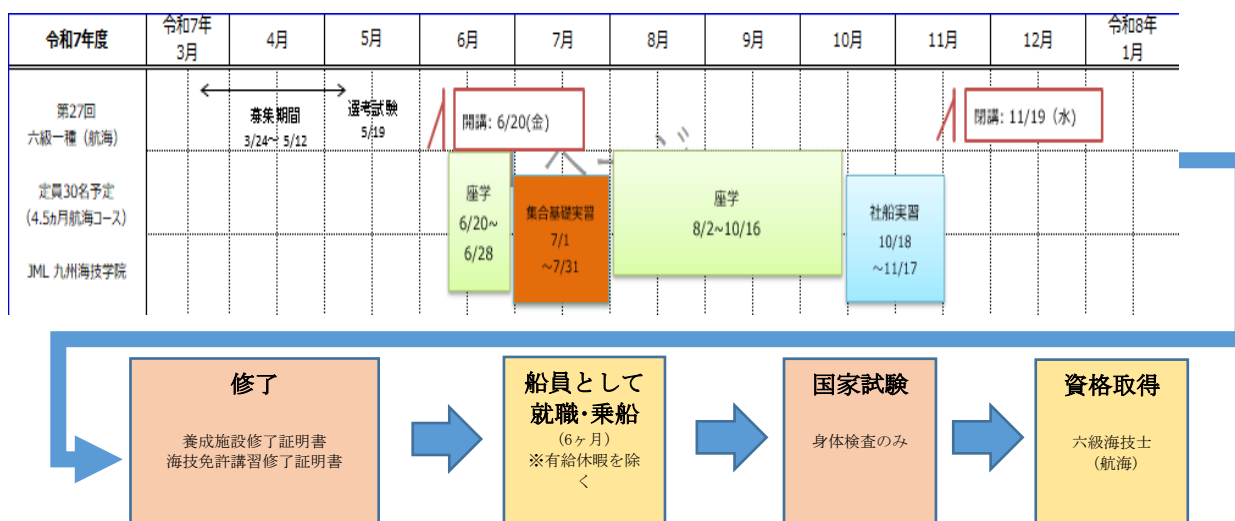 令和7年度
令和7年
3月
4月
5月
6月
7月
8月
9月
10月
11月
12月
令和8年
1月
第27回
六級一種（航海）
募集期間
3/24～ 5/12
選考試験
5/19
開講: 6/20(金)
閉講: 11/19（水）
ページ
定員30名予定
(4.5ヵ月航海コース)
JML 九州海技学院
座学
6/20~
6/28
集合基礎実習
7/1
~7/31
座学
8/2~10/16
社船実習
10/18
~11/17
修了
養成施設修了証明書
海技免許講習修了証明書
船員として
就職・乗船
(6ヶ月)
※有給休暇を除
く
国家試験
身体検査のみ
資格取得
六級海技士
(航海)